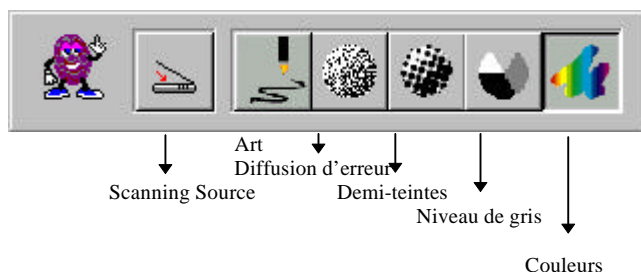 Art
Diffusion d'erreur
Scanning Source
Demi-teintes
Niveau de gris
Couleurs